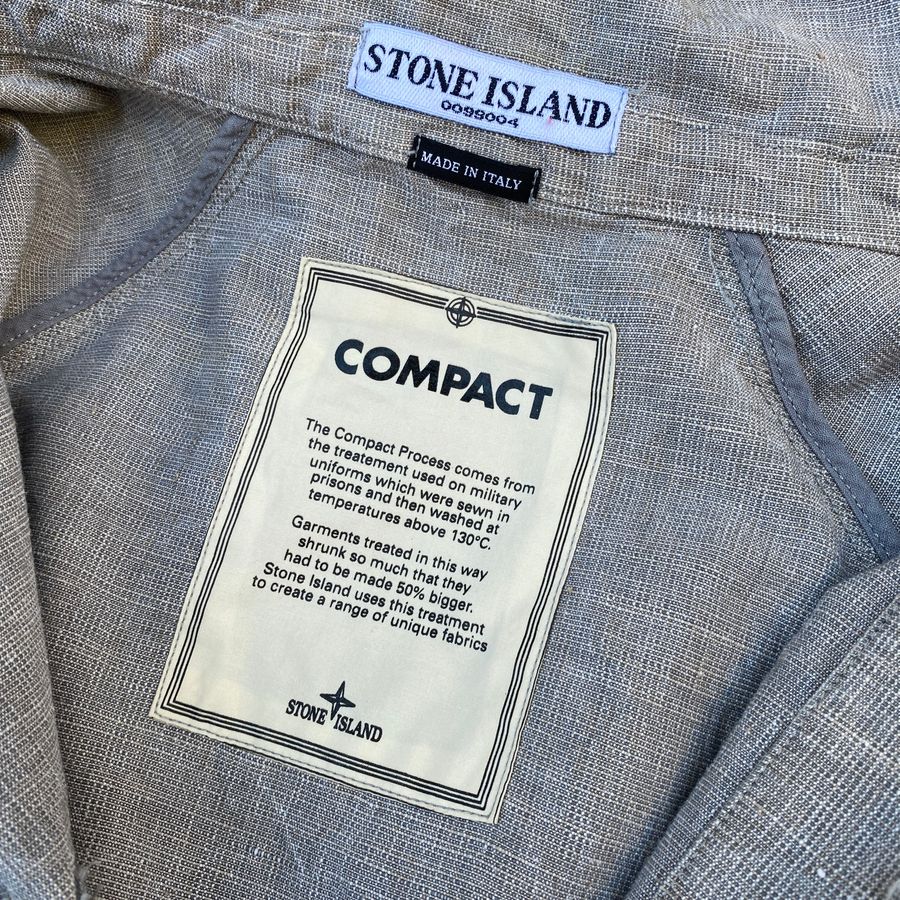 STONE ISLAND
0099004
MADE IN ITALY
COMPACT
The Compact Process comes from
the treatement used on military
uniforms which were sewn in
prisons and then washed at
temperatures above 130°C.
Garments treated in this way
shrunk so much that they
had to be made 50% bigger.
Stone Island uses this treatment
to create a range of unique fabrics
STONE ISLAND